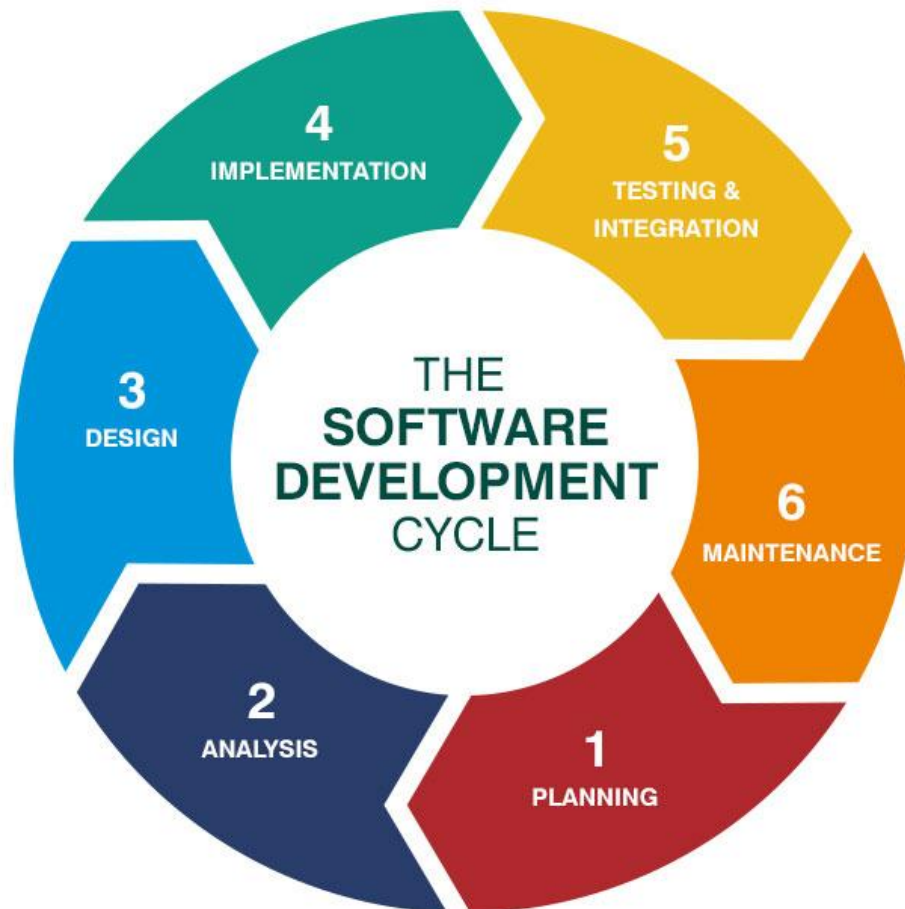 THE
SOFTWARE
DEVELOPMENT
CYCLE
1
PLANNING
2
ANALYSIS
3
DESIGN
4
IMPLEMENTATION
5
TESTING &
INTEGRATION
6
MAINTENANCE